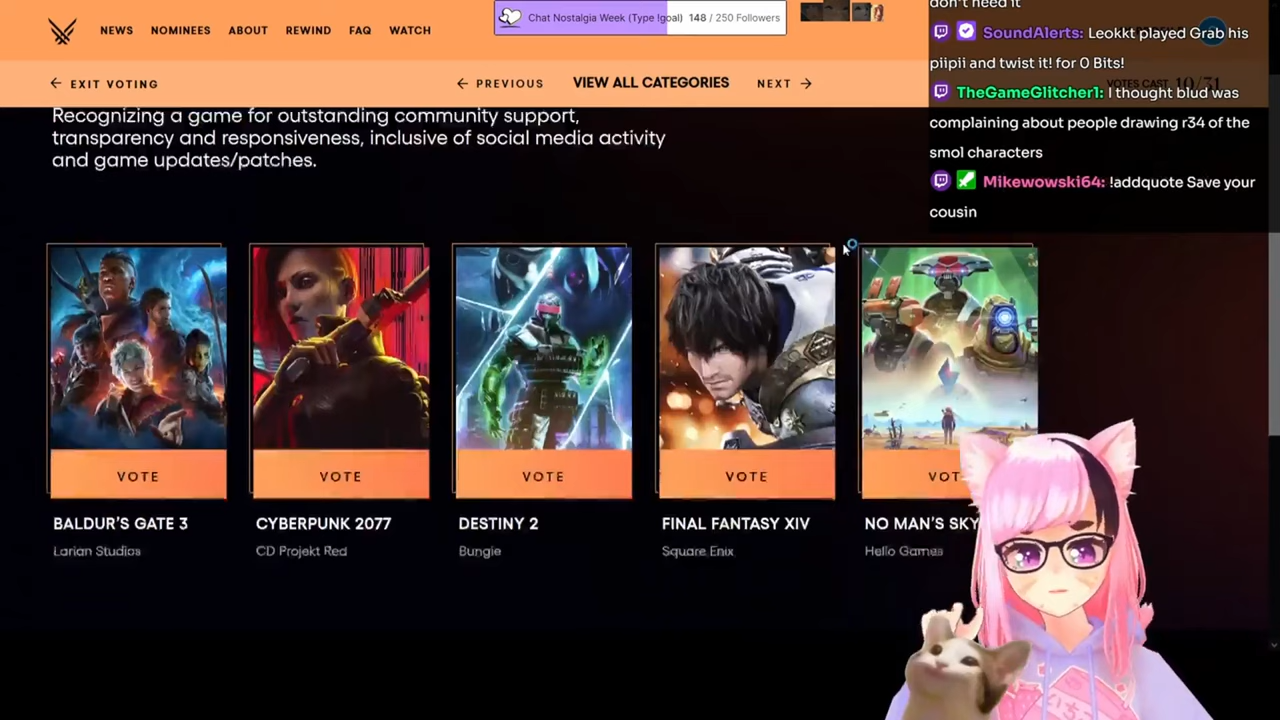 NEWS NOMINEES ABOUT REWIND FAQ WATCH
Chat Nostalgia Week (Type !goal) 148 / 250 Followers
EXIT VOTING
PREVIOUS VIEW ALL CATEGORIES NEXT
VOTES CAST 10/31
Recognizing a game for outstanding community support,
transparency and responsiveness, inclusive of social media activity
and game updates/patches.
don't need it
SoundAlerts: Leokkt played Grab his
piipii and twist it! for 0 Bits!
TheGameGlitcher1: I thought blud was
complaining about people drawing r34 of the
smol characters
Mikewowski64: !addquote Save your
cousin
VOTE VOTE VOTE VOTE VOT
BALDUR'S GATE 3
Larian Studios
CYBERPUNK 2077
CD Projekt Red
DESTINY 2
Bungie
FINAL FANTASY XIV
Square Enix
NO MAN'S SKY
Hello Games